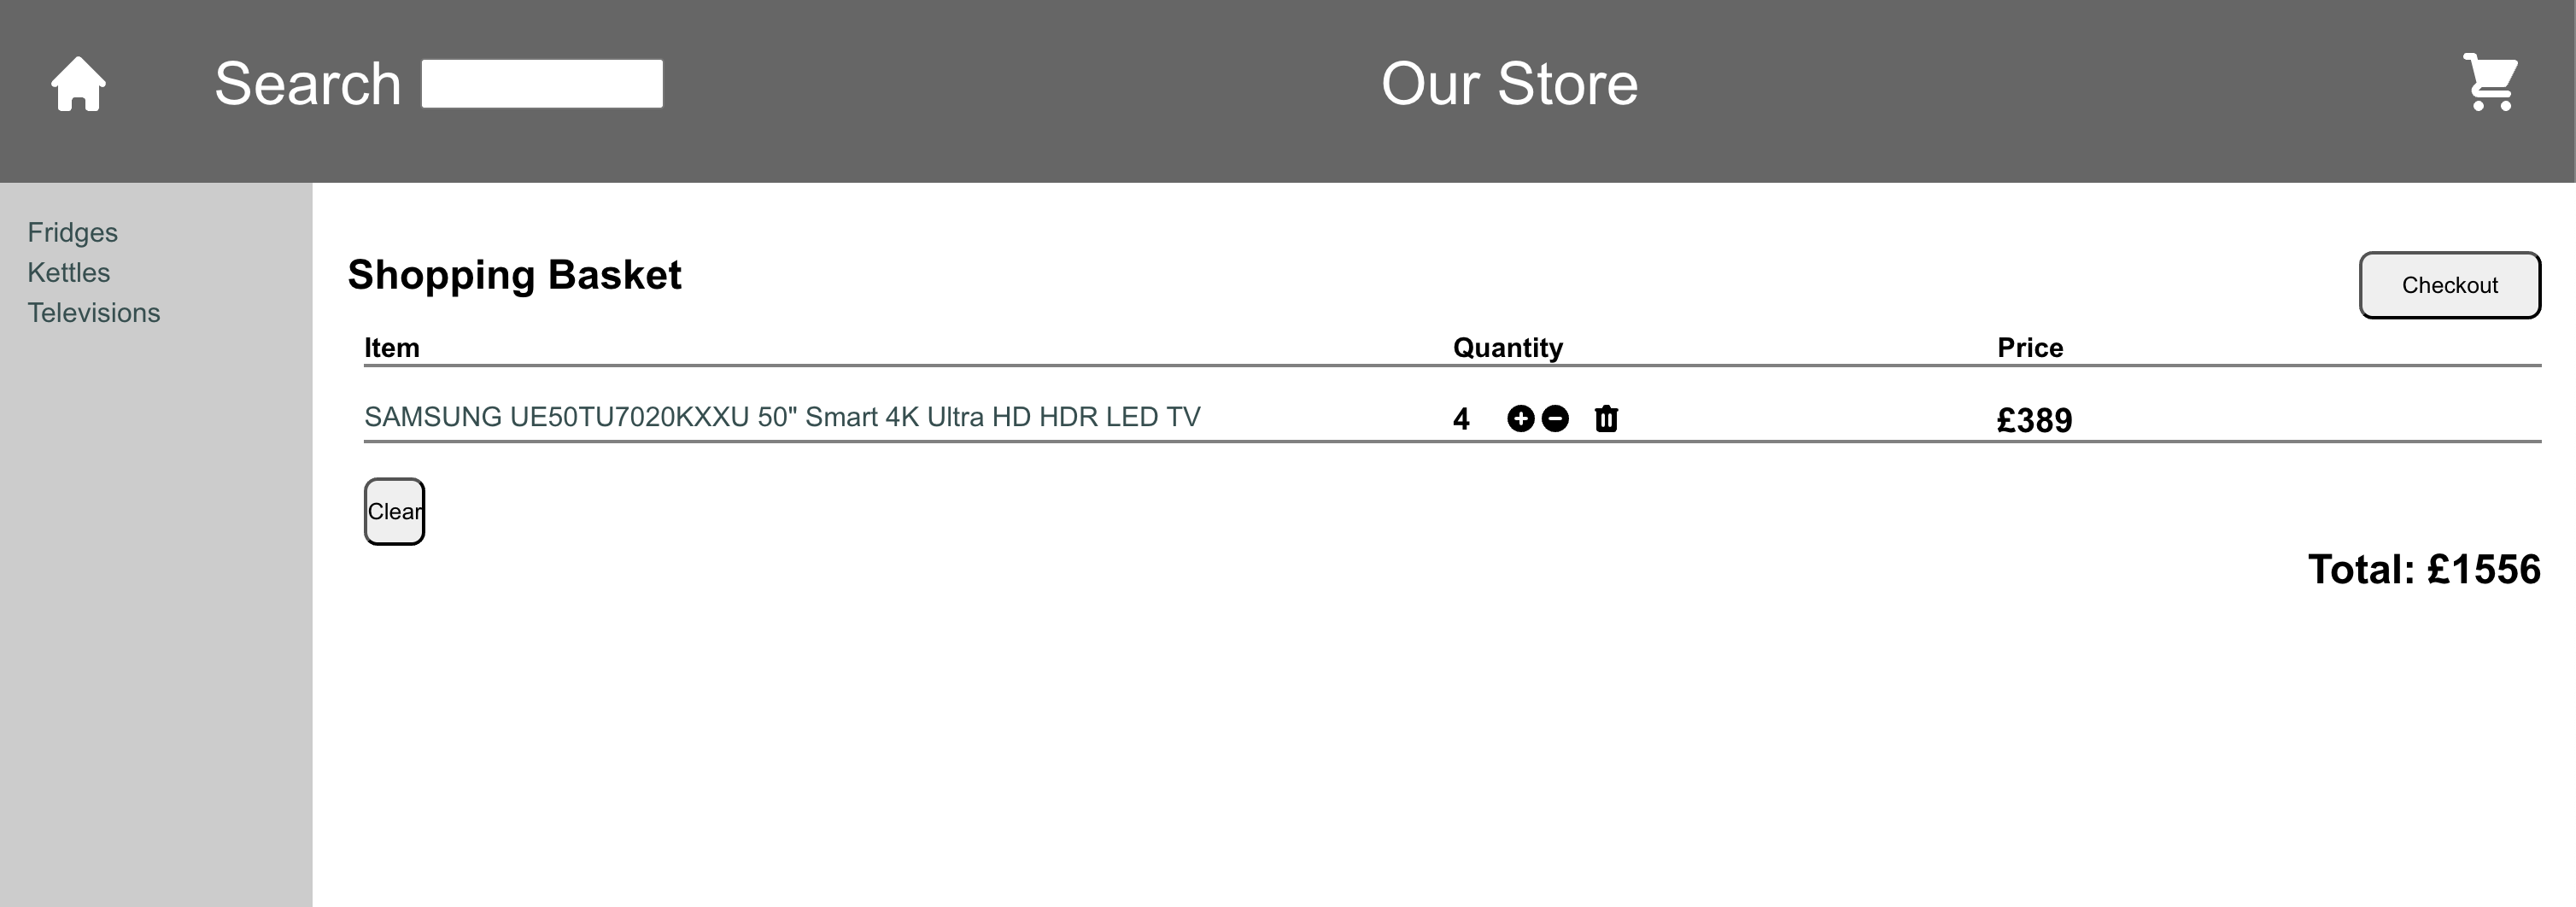 Search
Our Store
Fridges
Kettles
Televisions
Shopping Basket
Checkout
Item Quantity Price
SAMSUNG UE50TU7020KXXU 50" Smart 4K Ultra HD HDR LED TV 4 £389
Clear
Total: £1556